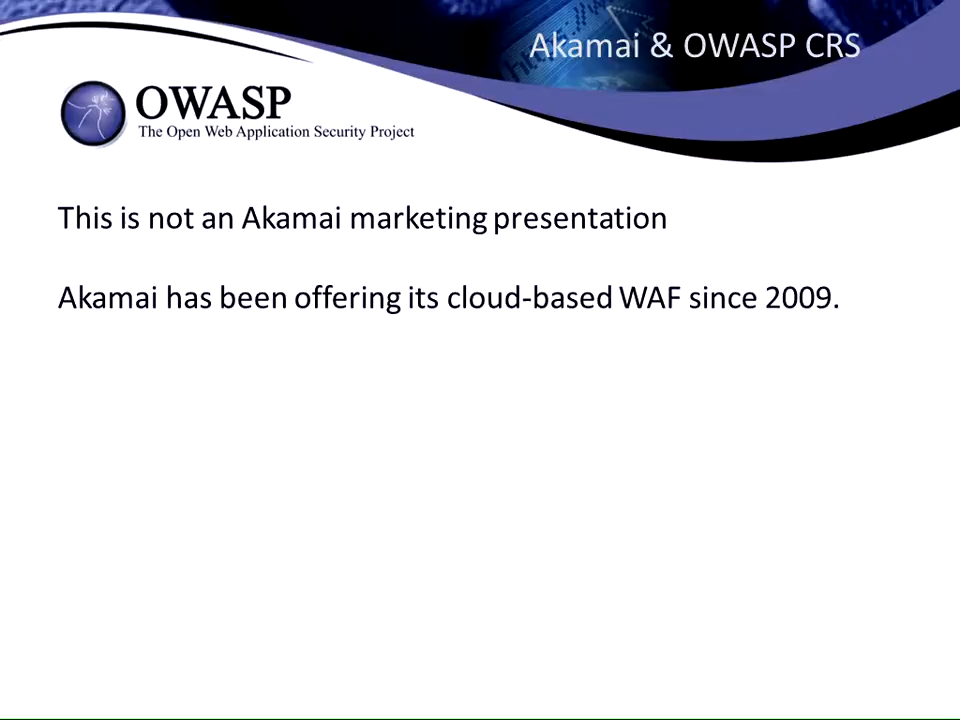 Akamai & OWASP CRS
OWASP
The Open Web Application Security Project
This is not an Akamai marketing presentation
Akamai has been offering its cloud-based WAF since 2009.